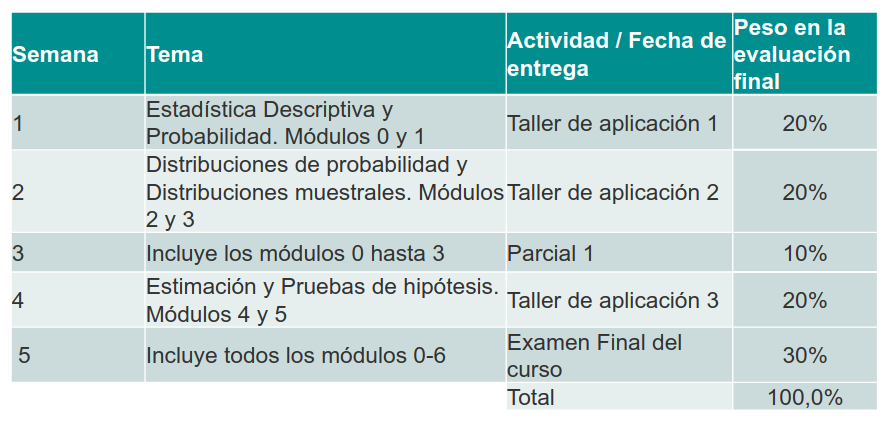 Semana Tema Actividad / Fecha de entrega Peso en la evaluación final
1 Estadística Descriptiva y Probabilidad. Módulos 0 y 1 Taller de aplicación 1 20%
2 Distribuciones de probabilidad y Distribuciones muestrales. Módulos 2 y 3 Taller de aplicación 2 20%
3 Incluye los módulos 0 hasta 3 Parcial 1 10%
4 Estimación y Pruebas de hipótesis. Módulos 4 y 5 Taller de aplicación 3 20%
5 Incluye todos los módulos 0-6 Examen Final del curso 30%
Total 100,0%